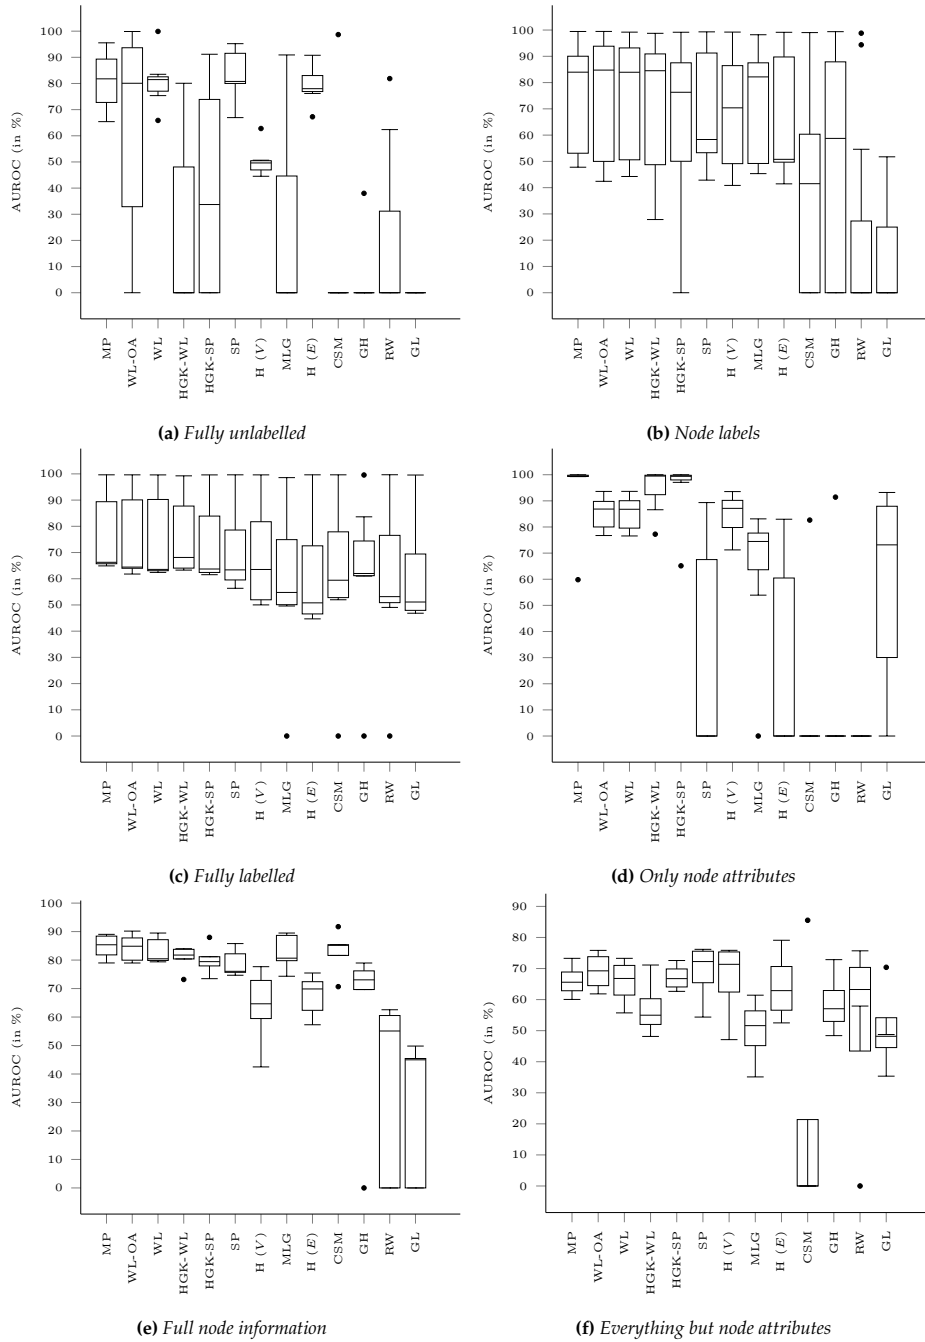 100
90
80
70
60
50
40
30
20
10
0
AUROC (in %)
MP
WL-OA
WL
HGK-WL
HGK-SP
SP
H (V)
MLG
H (E)
CSM
GH
RW
GL
(a) Fully unlabelled
100
90
80
70
60
50
40
30
20
10
0
AUROC (in %)
MP
WL-OA
WL
HGK-WL
HGK-SP
SP
H (V)
MLG
H (E)
CSM
GH
RW
GL
(b) Node labels
100
90
80
70
60
50
40
30
20
10
0
AUROC (in %)
MP
WL-OA
WL
HGK-WL
HGK-SP
SP
H (V)
MLG
H (E)
CSM
GH
RW
GL
(c) Fully labelled
100
90
80
70
60
50
40
30
20
10
0
AUROC (in %)
MP
WL-OA
WL
HGK-WL
HGK-SP
SP
H (V)
MLG
H (E)
CSM
GH
RW
GL
(d) Only node attributes
100
90
80
70
60
50
40
30
20
10
0
AUROC (in %)
MP
WL-OA
WL
HGK-WL
HGK-SP
SP
H (V)
MLG
H (E)
CSM
GH
RW
GL
(e) Full node information
90
80
70
60
50
40
30
20
10
0
AUROC (in %)
MP
WL-OA
WL
HGK-WL
HGK-SP
SP
H (V)
MLG
H (E)
CSM
GH
RW
GL
(f) Everything but node attributes